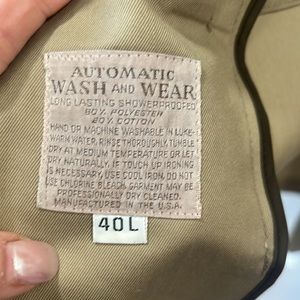 AUTOMATIC
WASH AND WEAR
LONG LASTING SHOWERPROOFED
80% POLYESTER
20% COTTON
HAND OR MACHINE WASHABLE IN LUKE-
WARM WATER, RINSE THOROUGHLY, TUMBLE
DRY AT MEDIUM TEMPERATURE OR LET
DRY NATURALLY. IF TOUCH UP IRONING
IS NECESSARY, USE COOL IRON. DO NOT
USE CHLORINE BLEACH. GARMENT MAY BE
PROFESSIONALLY DRY CLEANED.
MANUFACTURED IN THE U.S.A.
40L